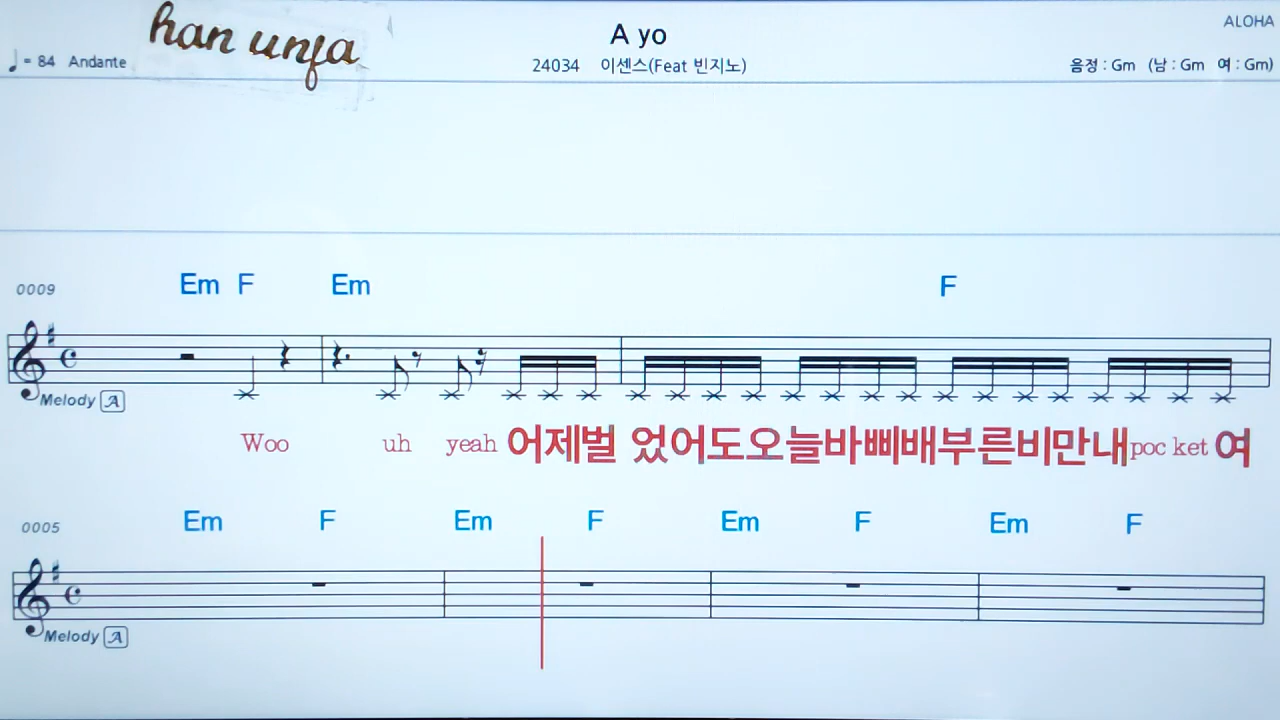 han unfa
A yo
ALOHA
♩ = 84 Andante
24034 이센스(Feat 빈지노)
음정 : Gm (남 : Gm 여 : Gm)
0009 Em F Em F
Melody A
Woo uh yeah 어제벌 었어도오늘바삐배부른비만내poc ket 여
0005 Em F Em F Em F Em F
Melody A